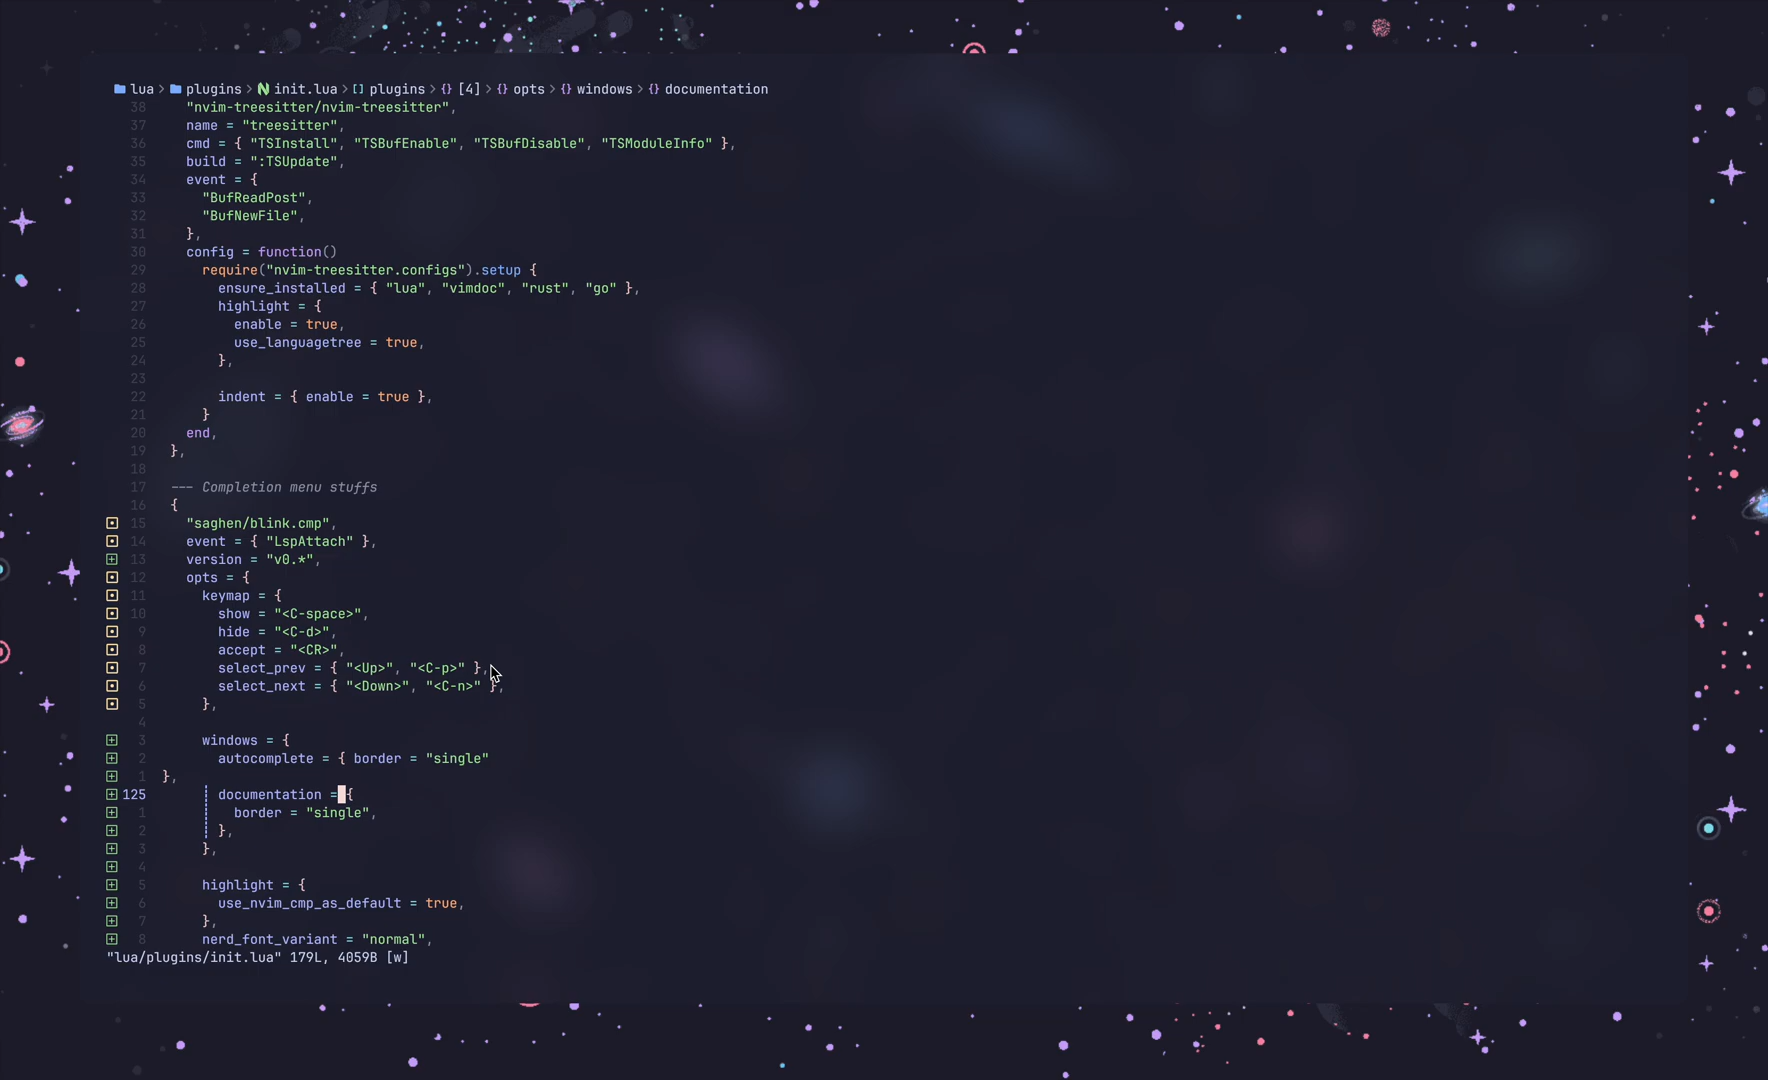 lua > plugins > init.lua > [] plugins > {} [4] > {} opts > {} windows > {} documentation
38 "nvim-treesitter/nvim-treesitter",
37 name = "treesitter",
36 cmd = { "TSInstall", "TSBufEnable", "TSBufDisable", "TSModuleInfo" },
35 build = ":TSUpdate",
34 event = {
33 "BufReadPost",
32 "BufNewFile",
31 },
30 config = function()
29 require("nvim-treesitter.configs").setup {
28 ensure_installed = { "lua", "vimdoc", "rust", "go" },
27 highlight = {
26 enable = true,
25 use_languagetree = true,
24 },
23
22 indent = { enable = true },
21 }
20 end,
19 },
18
17 --- Completion menu stuffs
16 {
15 "saghen/blink.cmp",
14 event = { "LspAttach" },
13 version = "v0.*",
12 opts = {
11 keymap = {
10 show = "<C-space>",
9 hide = "<C-d>",
8 accept = "<CR>",
7 select_prev = { "<Up>", "<C-p>" },
6 select_next = { "<Down>", "<C-n>" },
5 },
4
3 windows = {
2 autocomplete = { border = "single"
1 },
125 documentation = {
1 border = "single",
2 },
3 },
4
5 highlight = {
6 use_nvim_cmp_as_default = true,
7 },
8 nerd_font_variant = "normal",
"lua/plugins/init.lua" 179L, 4059B [w]